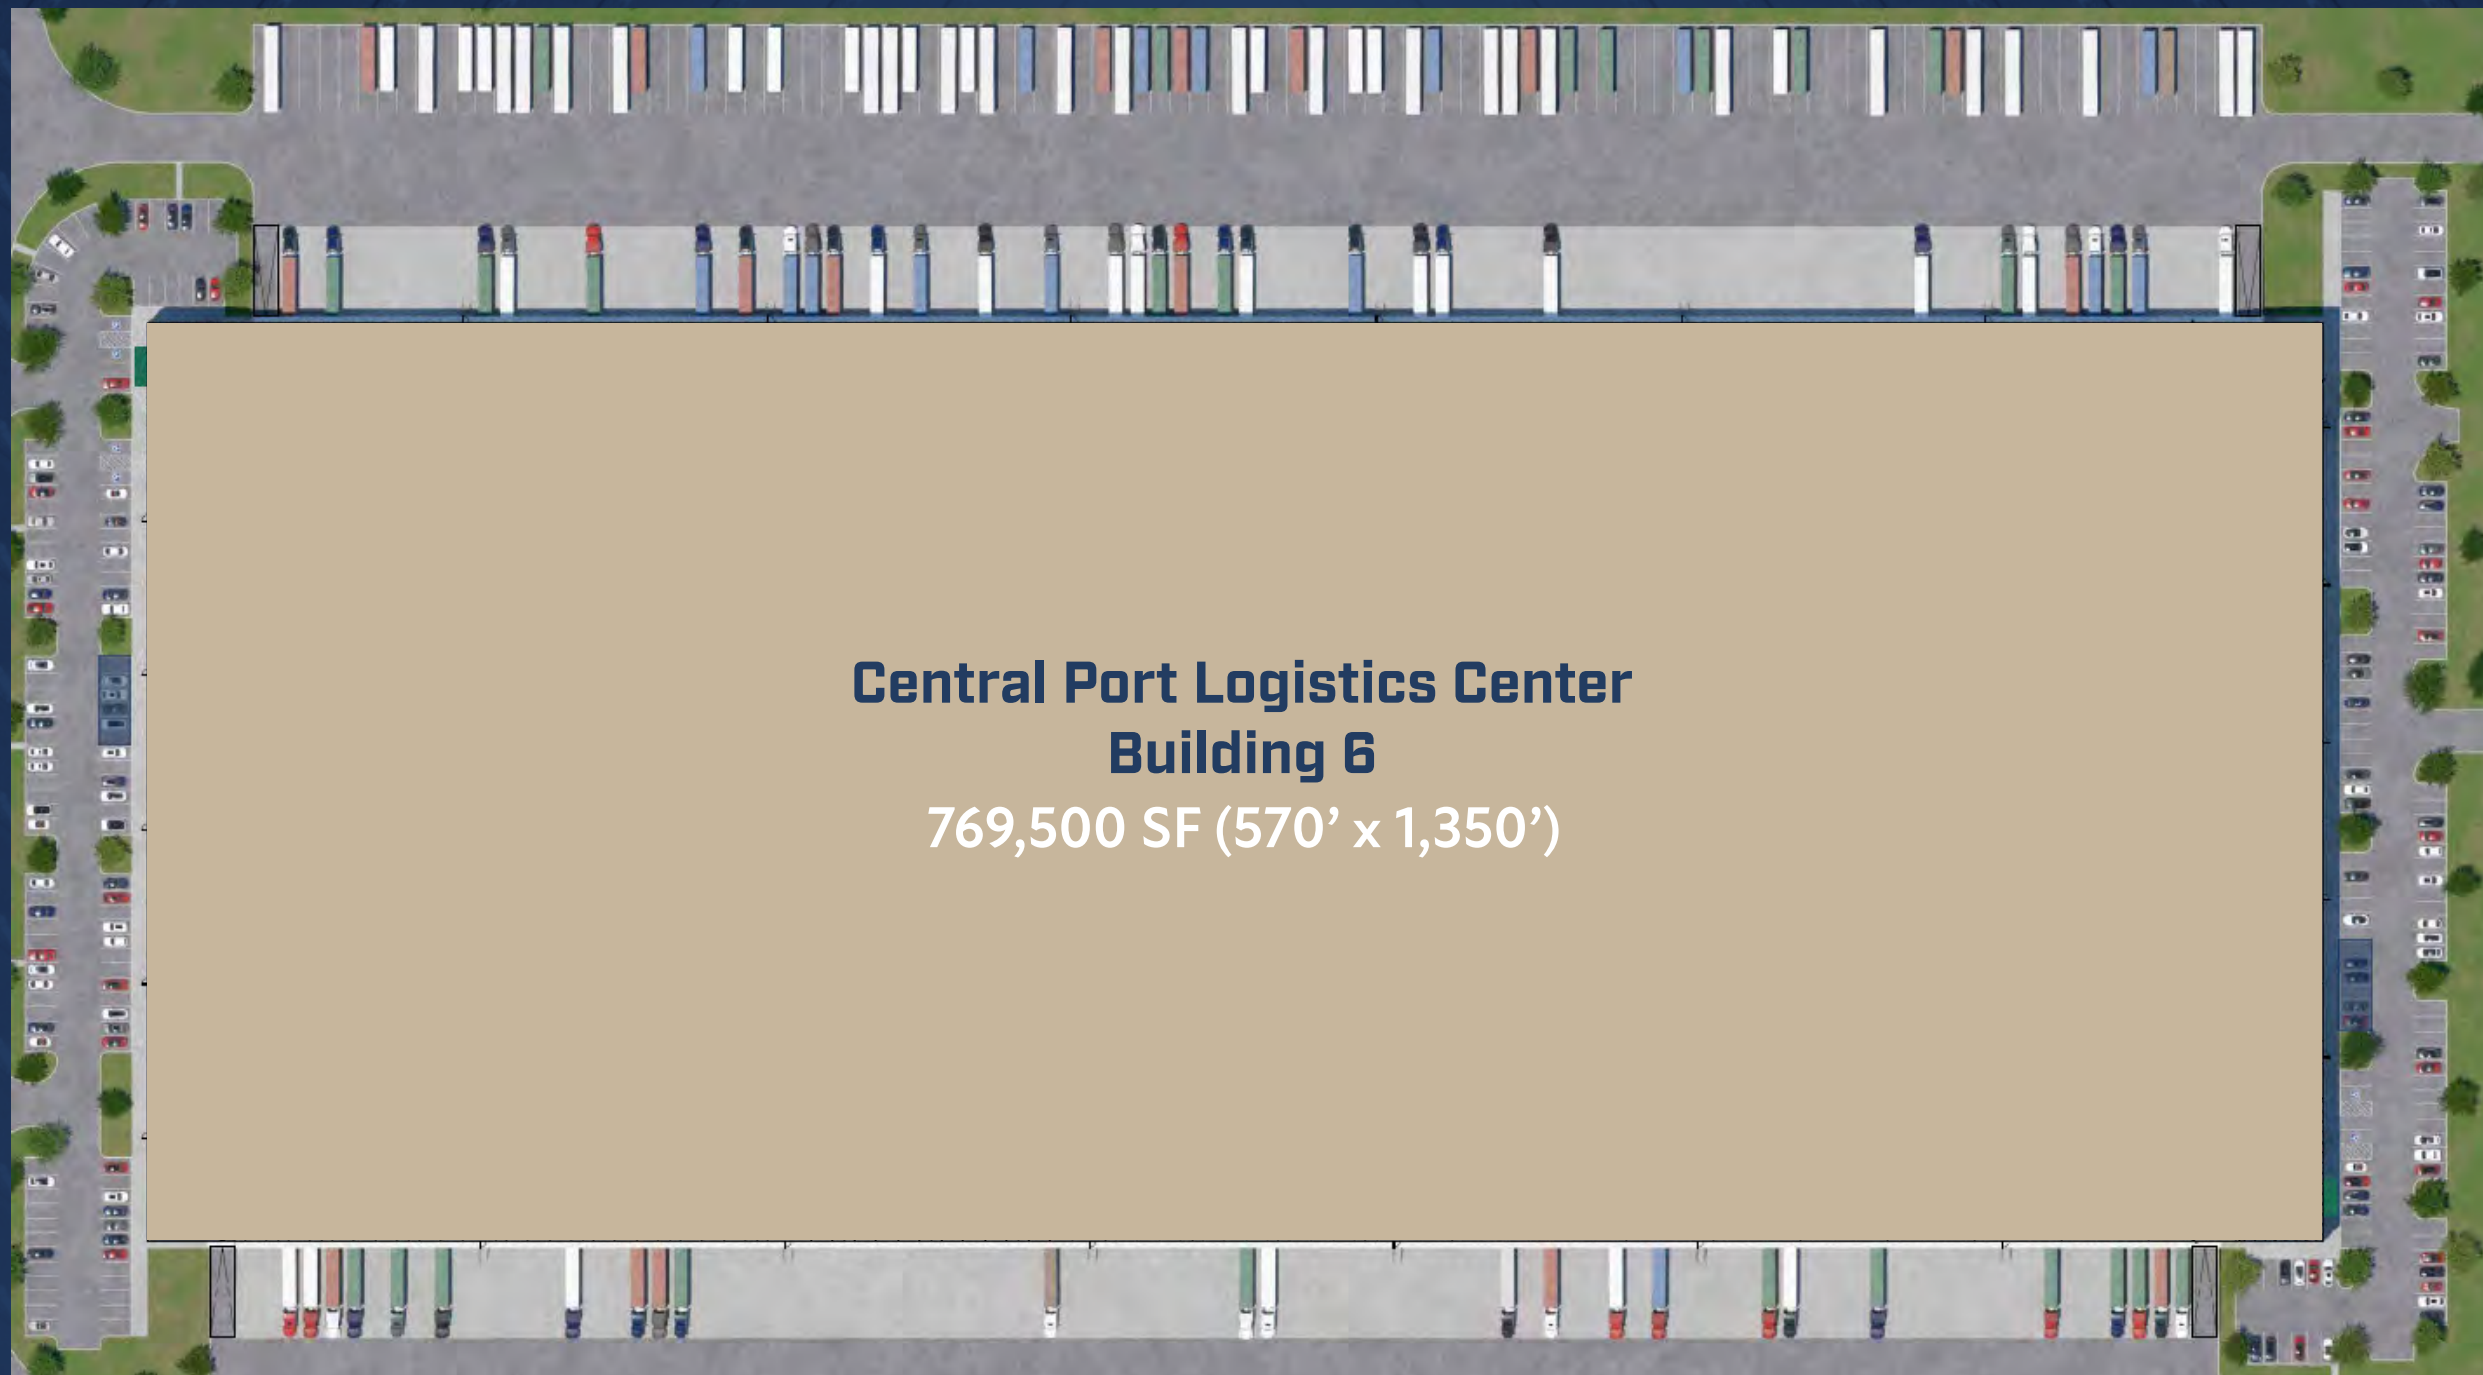 Central Port Logistics Center
Building 6
769,500 SF (570’ x 1,350’)